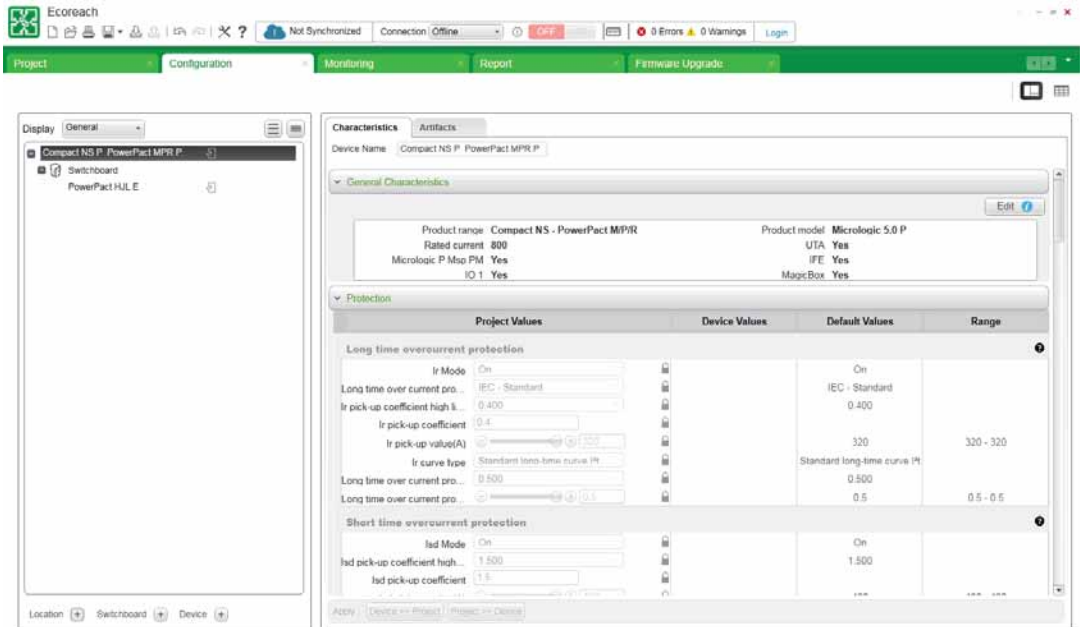 Ecoreach
Not Synchronized Connection Offline OFF 0 Errors 0 Warnings Login
Project Configuration Monitoring Report Firmware Upgrade
Display General
Compact NS P PowerPact MPR P
Switchboard
PowerPact HJL E
Location Switchboard Device
Characteristics Artifacts
Device Name Compact NS P PowerPact MPR P
General Characteristics
Edit
Product range Compact NS - PowerPact M/P/R Product model Micrologic 5.0 P
Rated current 800 UTA Yes
Micrologic P Msp PM Yes IFE Yes
IO 1 Yes MagicBox Yes
Protection
Project Values Device Values Default Values Range
Long time overcurrent protection
Ir Mode On On
Long time over current pro... IEC - Standard IEC - Standard
Ir pick-up coefficient high li... 0.400 0.400
Ir pick-up coefficient 0.4
Ir pick-up value(A) 320 320 320 - 320
Ir curve type Standard long-time curve I²t Standard long-time curve I²t
Long time over current pro... 0.500 0.500
Long time over current pro... 0.5 0.5 0.5 - 0.5
Short time overcurrent protection
Isd Mode On On
Isd pick-up coefficient high... 1.500 1.500
Isd pick-up coefficient 1.5
Apply Device >> Project Project >> Device